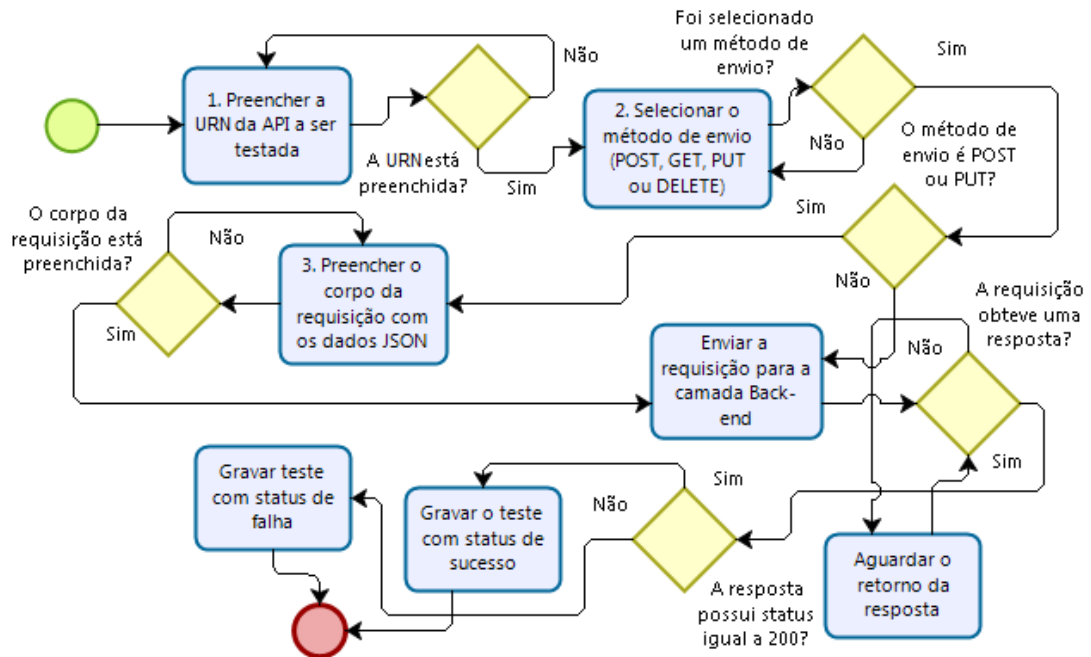 Não
Foi selecionado
um método de
envio?
Sim
1. Preencher a
URN da API a ser
testada
A URN está
preenchida?
Sim
2. Selecionar o
método de envio
(POST, GET, PUT
ou DELETE)
Não
O método de
envio é POST
ou PUT?
Sim
Não
O corpo da
requisição está
preenchida?
Não
Sim
3. Preencher o
corpo da
requisição com
os dados JSON
A requisição
obteve uma
resposta?
Não
Sim
Enviar a
requisição para a
camada Back-
end
Gravar teste
com status de
falha
Gravar o teste
com status de
sucesso
Sim
Não
A resposta
possui status
igual a 200?
Aguardar o
retorno da
resposta